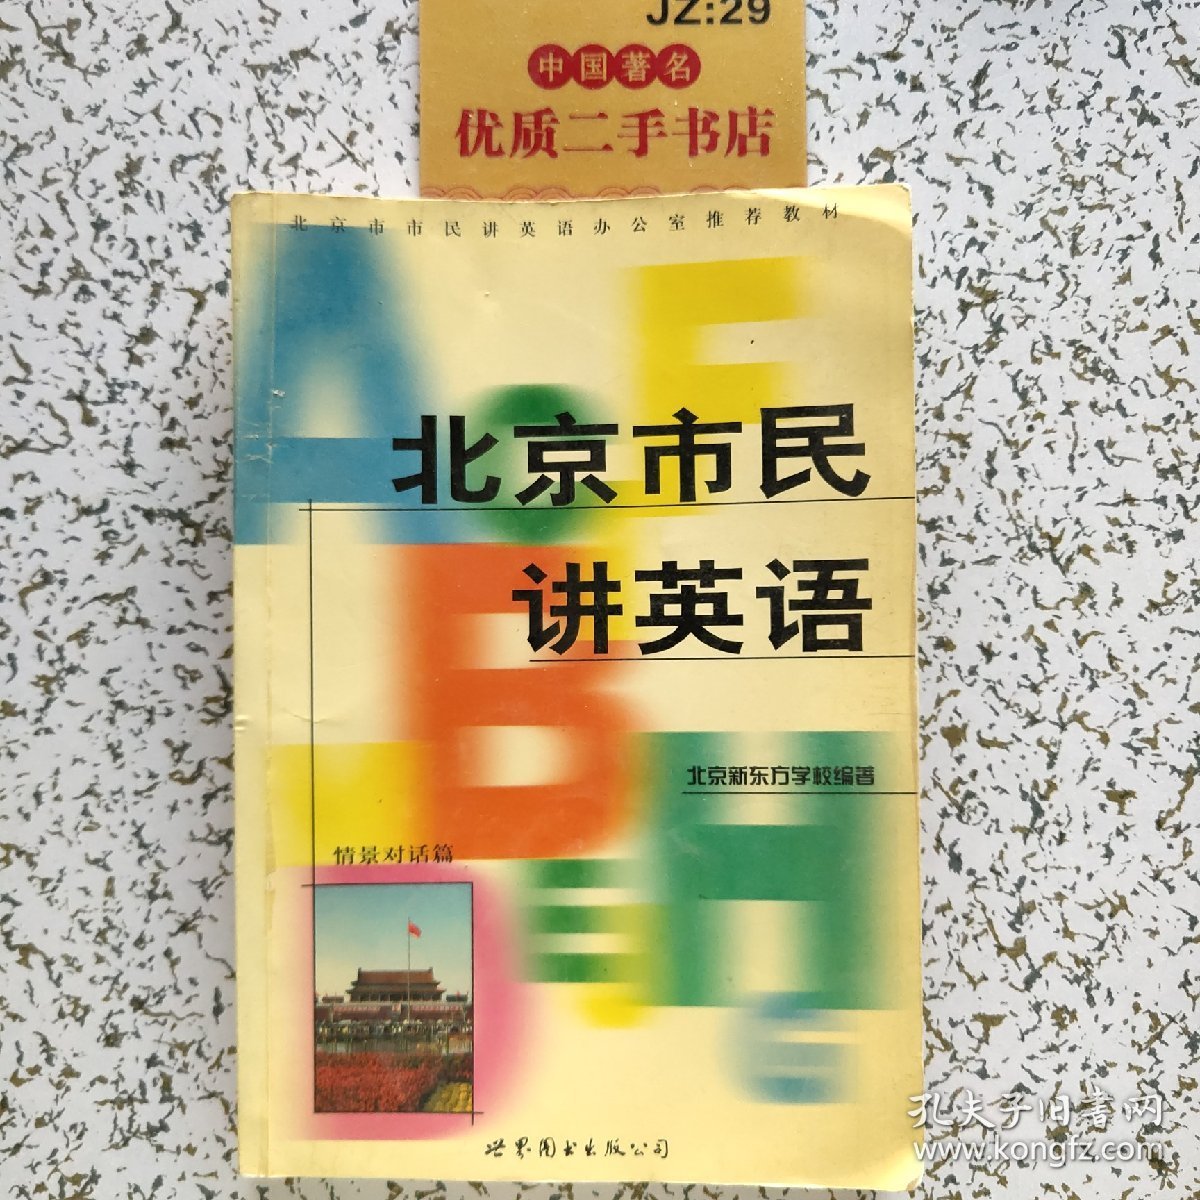 JZ:29
中国著名
优质二手书店
北京市市民讲英语办公室推荐教材
北京市民
讲英语
北京新东方学校编著
情景对话篇
世界图书出版公司
孔夫子旧书网
www.kongfz.com